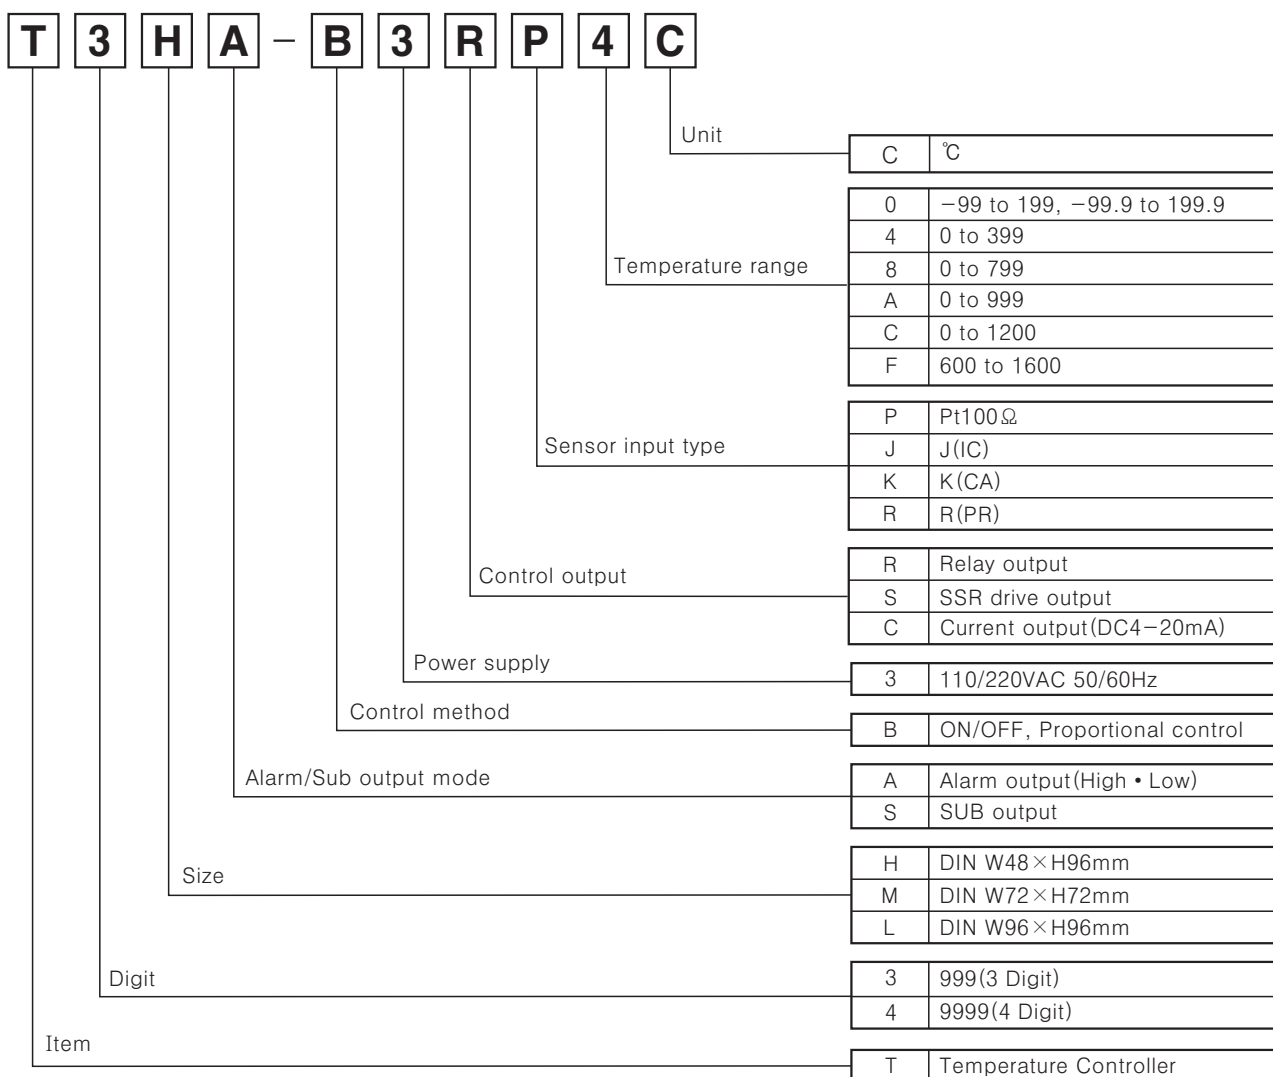 T 3 H A – B 3 R P 4 C
Unit
C ℃
0 −99 to 199, −99.9 to 199.9
4 0 to 399
Temperature range
8 0 to 799
A 0 to 999
C 0 to 1200
F 600 to 1600
P Pt100Ω
Sensor input type
J J(IC)
K K(CA)
R R(PR)
R Relay output
Control output
S SSR drive output
C Current output(DC4−20mA)
Power supply
3 110/220VAC 50/60Hz
Control method
B ON/OFF, Proportional control
Alarm/Sub output mode
A Alarm output(High • Low)
S SUB output
H DIN W48×H96mm
Size
M DIN W72×H72mm
L DIN W96×H96mm
Digit
3 999(3 Digit)
4 9999(4 Digit)
Item
T Temperature Controller